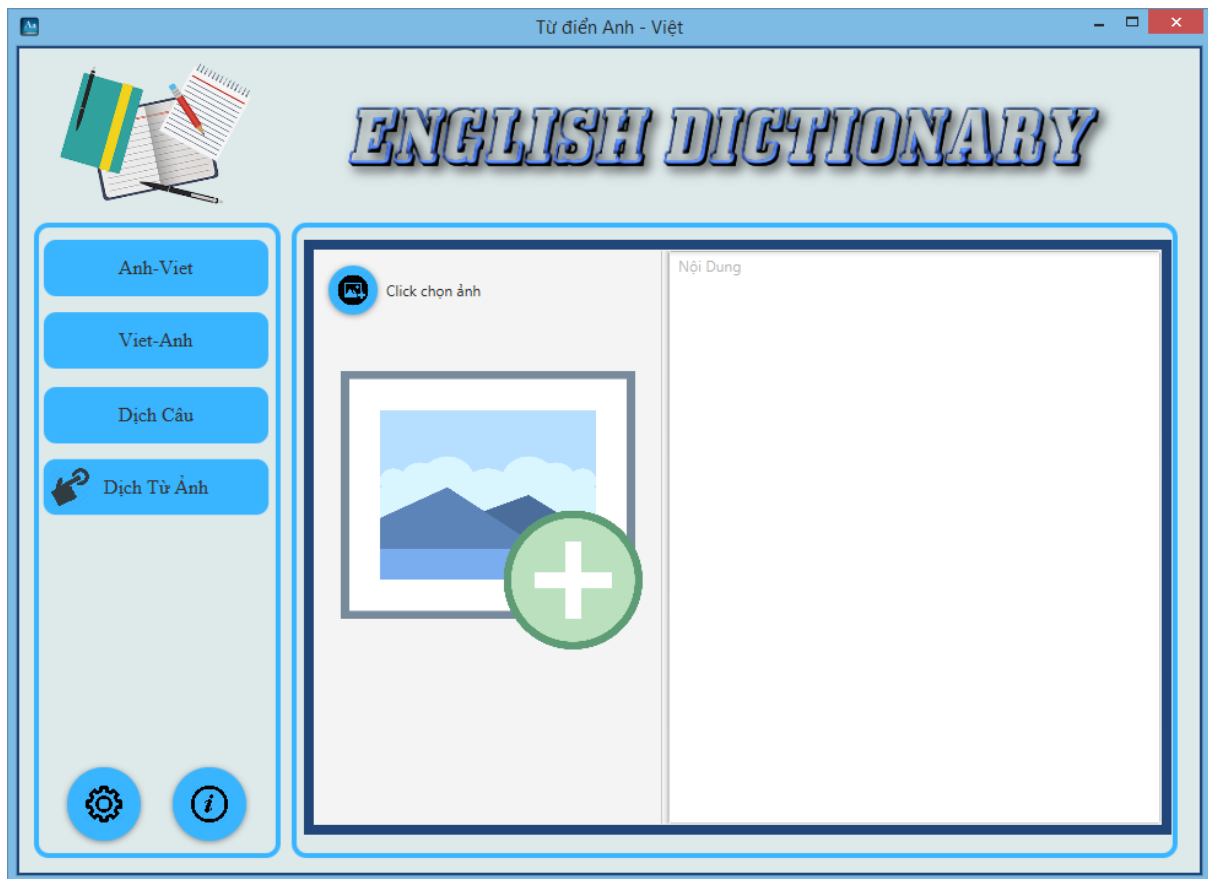 Từ điển Anh - Việt
ENGLISH DICTIONARY
Anh-Viet
Viet-Anh
Dịch Câu
Dịch Từ Ảnh
Click chọn ảnh
Nội Dung